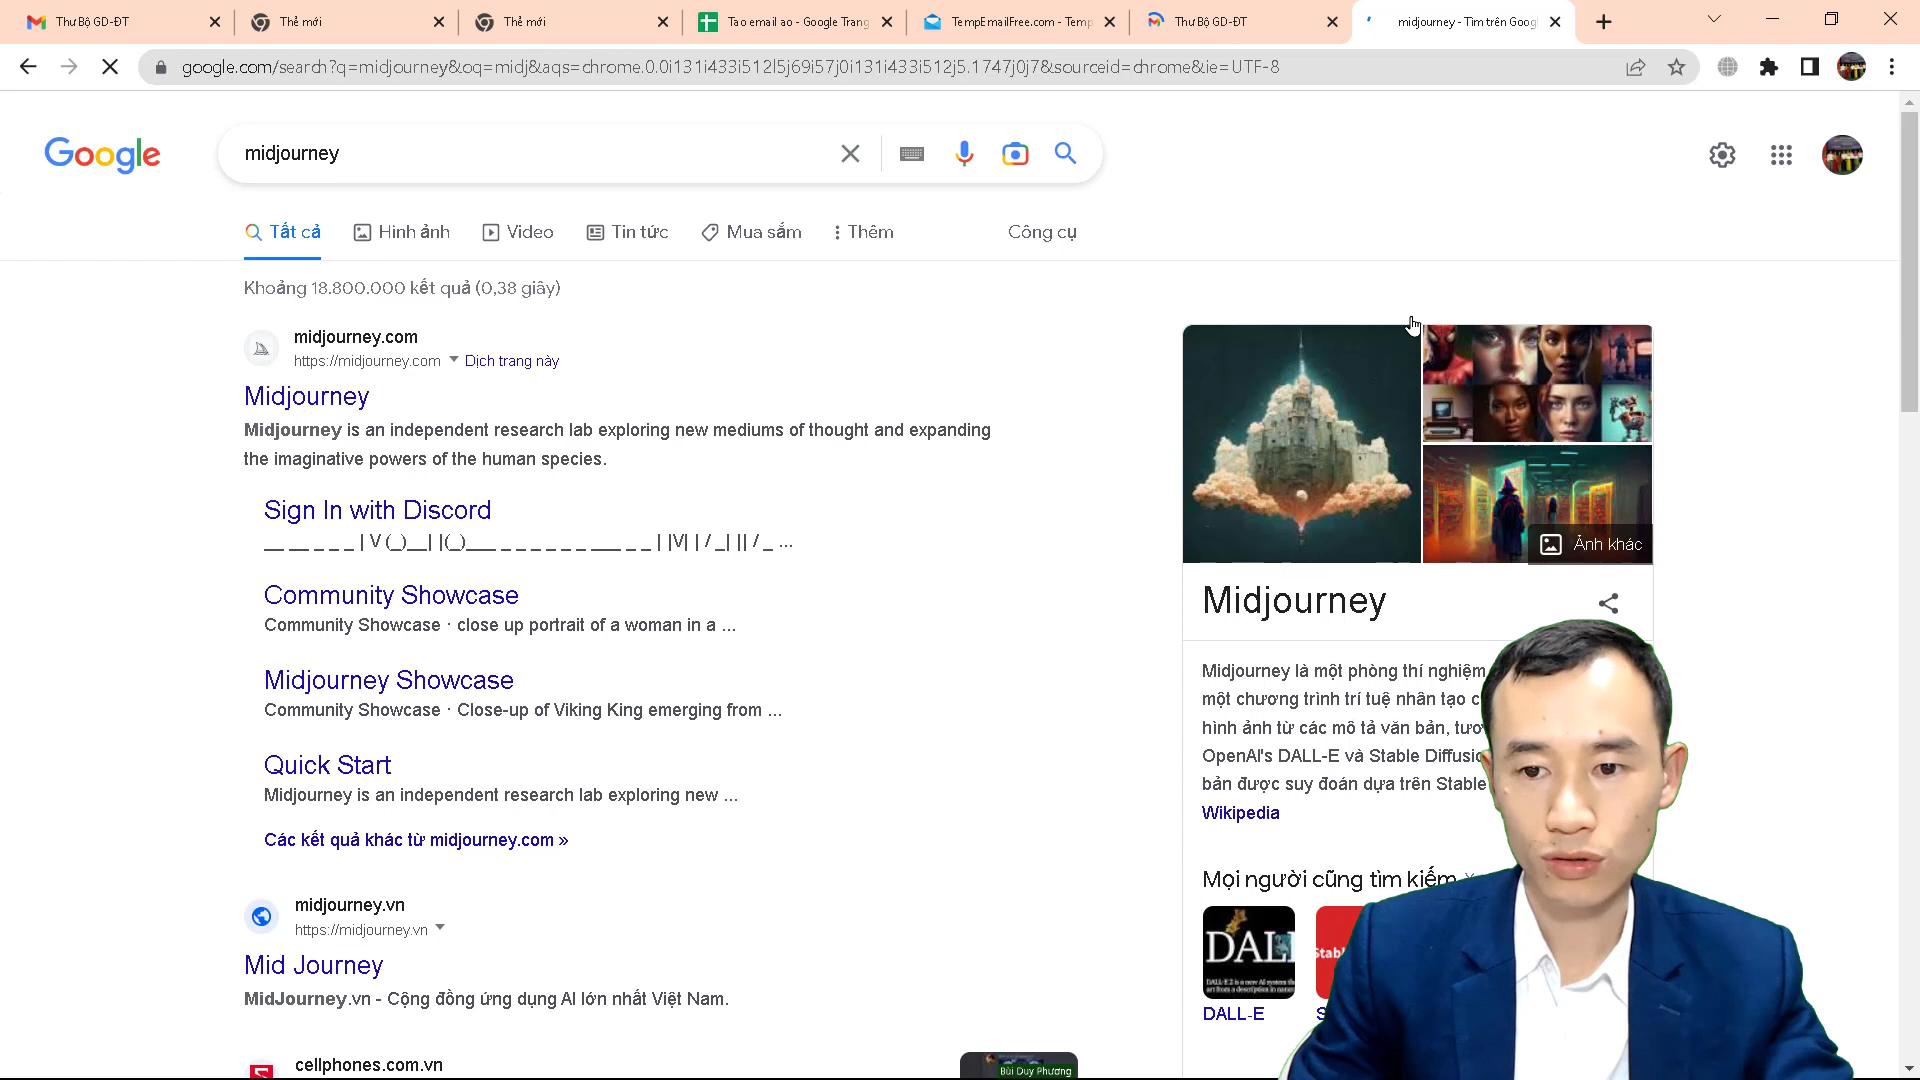 Thư Bộ GD-ĐT
Thẻ mới
Thẻ mới
Tao email ao - Google Trang
TempEmailFree.com - Temp
Thư Bộ GD-ĐT
midjourney - Tìm trên Goog
google.com/search?q=midjourney&oq=midj&aqs=chrome.0.0i131i433i512l5j69i57j0i131i433i512j5.1747j0j7&sourceid=chrome&ie=UTF-8
Google
midjourney
Tất cả
Hình ảnh
Video
Tin tức
Mua sắm
Thêm
Công cụ
Khoảng 18.800.000 kết quả (0,38 giây)
midjourney.com
https://midjourney.com
Dịch trang này
Midjourney
Midjourney is an independent research lab exploring new mediums of thought and expanding
the imaginative powers of the human species.
Sign In with Discord
__ __ _ _ _ | V (_)__| |(_)___ _ _ _ _ _ _ ___ _ _ | |V| | / _| || / _ ...
Community Showcase
Community Showcase · close up portrait of a woman in a ...
Midjourney Showcase
Community Showcase · Close-up of Viking King emerging from ...
Quick Start
Midjourney is an independent research lab exploring new ...
Các kết quả khác từ midjourney.com »
midjourney.vn
https://midjourney.vn
Mid Journey
MidJourney.vn - Cộng đồng ứng dụng AI lớn nhất Việt Nam.
cellphones.com.vn
Bùi Duy Phương
Ảnh khác
Midjourney
Midjourney là một phòng thí nghiệm
một chương trình trí tuệ nhân tạo
hình ảnh từ các mô tả văn bản,
OpenAI's DALL-E và Stable
bản được suy đoán dựa trên Stable
Wikipedia
Mọi người cũng tìm kiếm
DALL-E